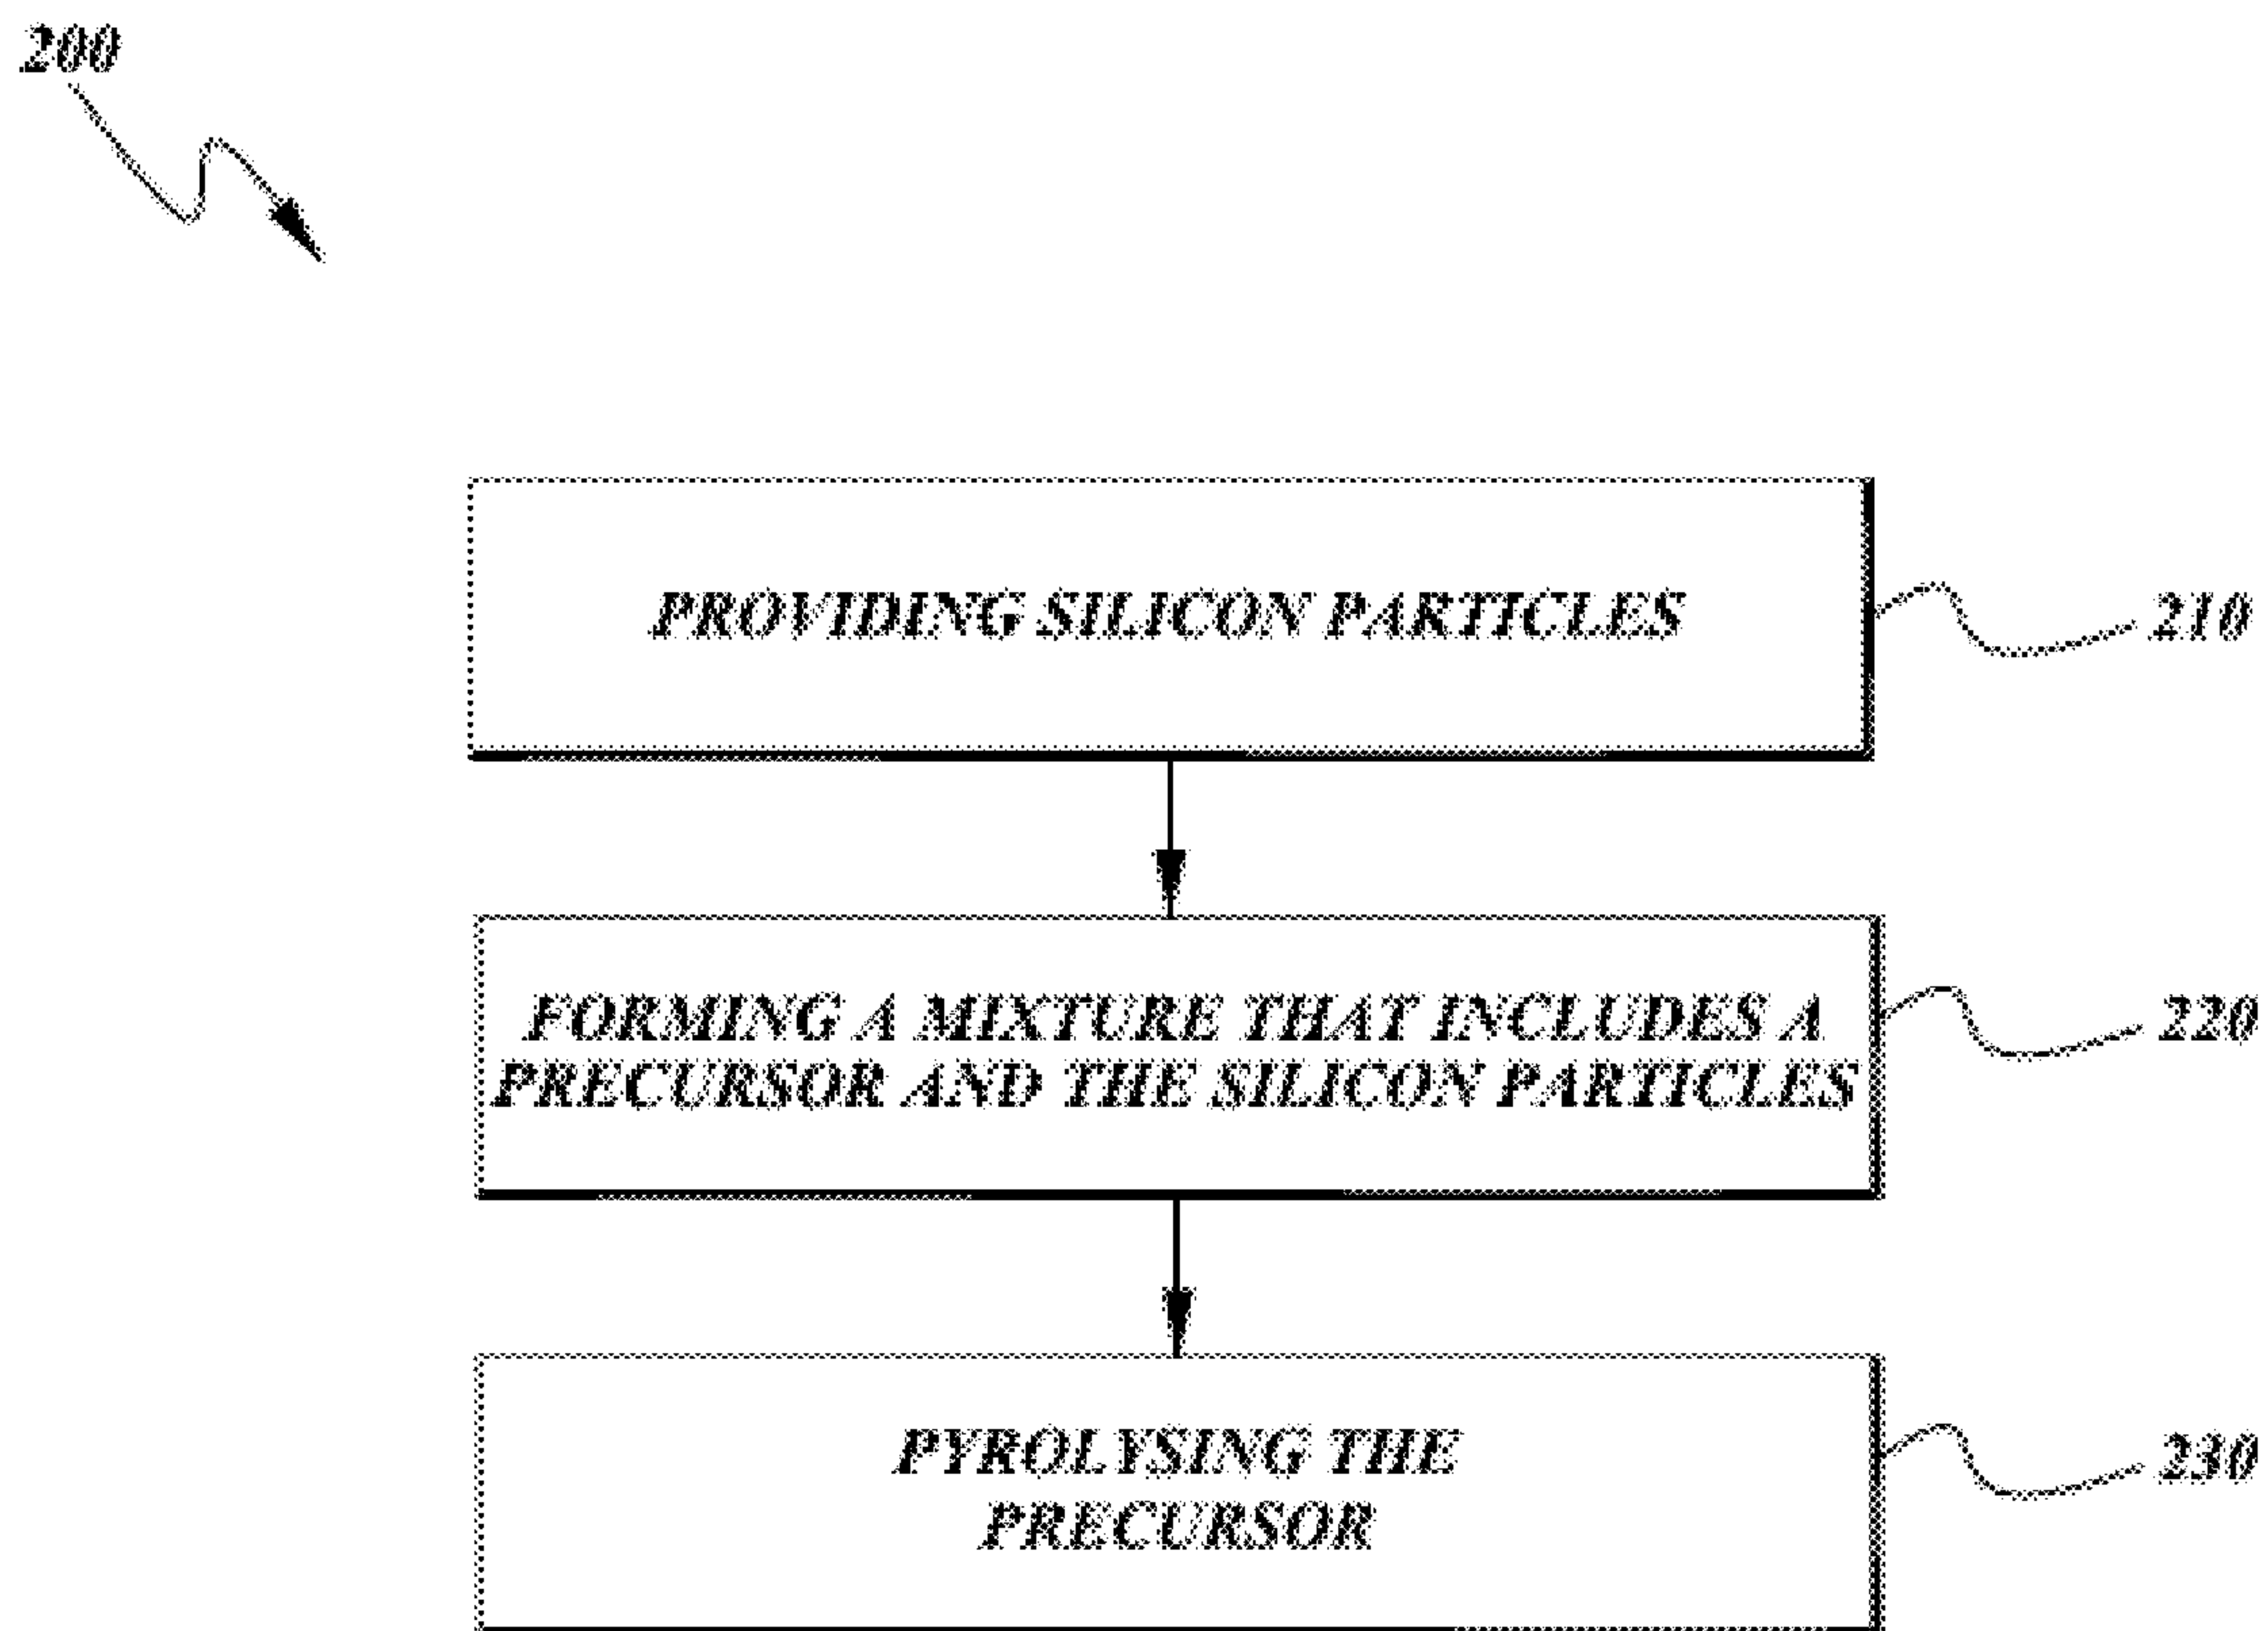 200
PROVIDING SILICON PARTICLES
210
FORMING A MIXTURE THAT INCLUDES A
PRECURSOR AND THE SILICON PARTICLES
220
PYROLYSING THE
PRECURSOR
230